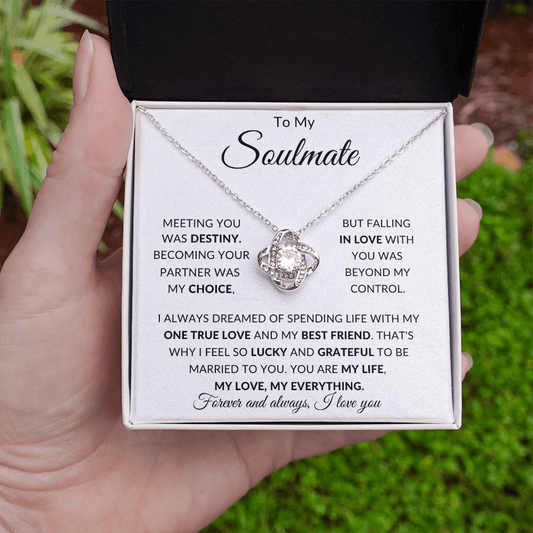 To My
Soulmate
MEETING YOU
WAS DESTINY.
BECOMING YOUR
PARTNER WAS
MY CHOICE,
BUT FALLING
IN LOVE WITH
YOU WAS
BEYOND MY
CONTROL.
I ALWAYS DREAMED OF SPENDING LIFE WITH MY
ONE TRUE LOVE AND MY BEST FRIEND. THAT'S
WHY I FEEL SO LUCKY AND GRATEFUL TO BE
MARRIED TO YOU. YOU ARE MY LIFE,
MY LOVE, MY EVERYTHING.
Forever and always, I love you